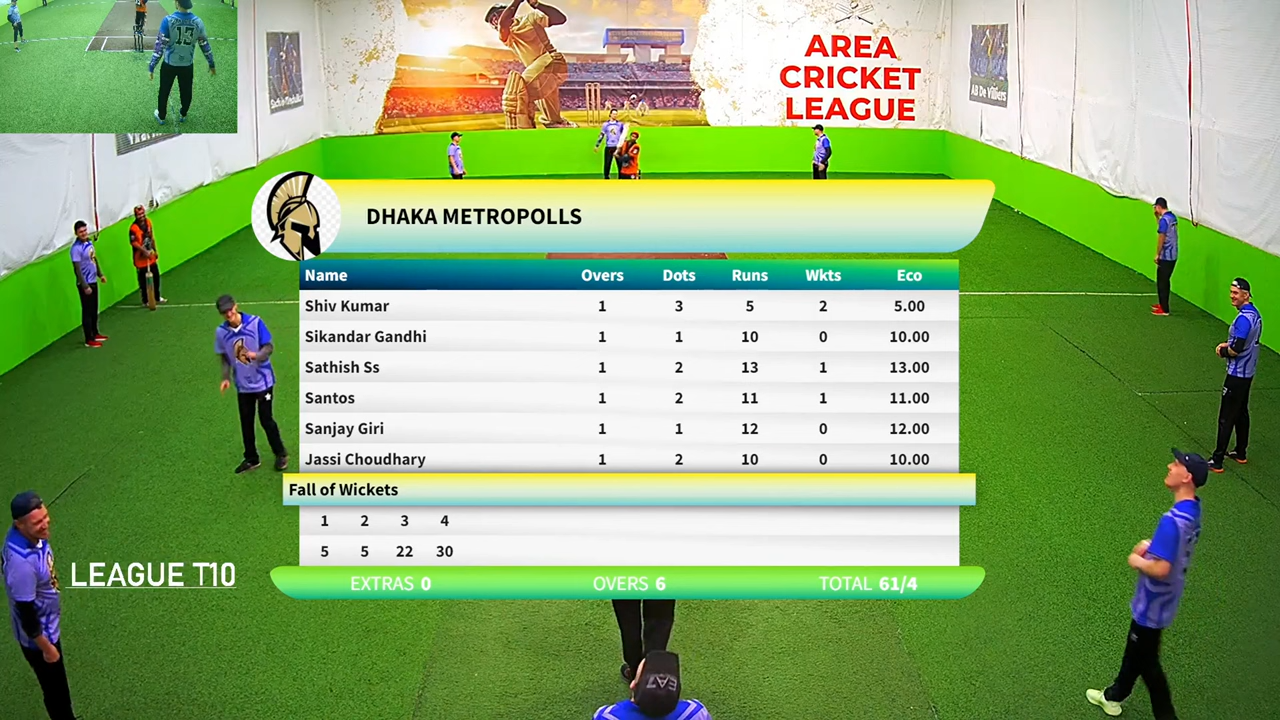 13
AREA
CRICKET
LEAGUE
AB De Villiers
DHAKA METROPOLLS
Name Overs Dots Runs Wkts Eco
Shiv Kumar 1 3 5 2 5.00
Sikandar Gandhi 1 1 10 0 10.00
Sathish Ss 1 2 13 1 13.00
Santos 1 2 11 1 11.00
Sanjay Giri 1 1 12 0 12.00
Jassi Choudhary 1 2 10 0 10.00
Fall of Wickets
1 2 3 4
5 5 22 30
LEAGUE T10
EXTRAS 0 OVERS 6 TOTAL 61/4
EA7